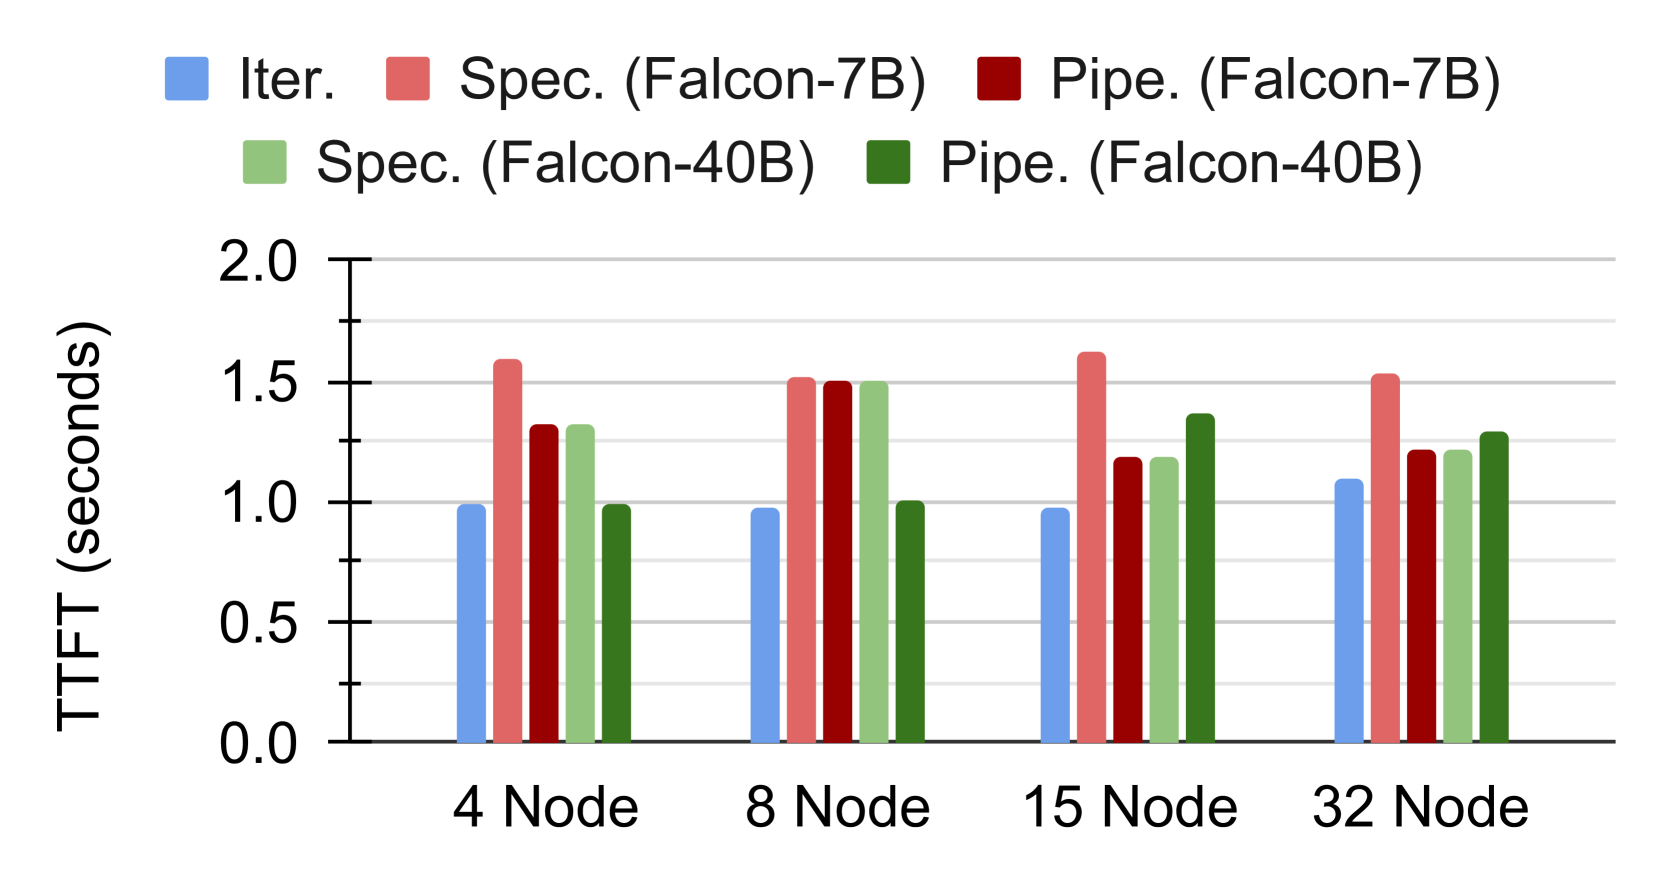 Iter. Spec. (Falcon-7B) Pipe. (Falcon-7B)
Spec. (Falcon-40B) Pipe. (Falcon-40B)
TTFT (seconds)
2.0
1.5
1.0
0.5
0.0
4 Node 8 Node 15 Node 32 Node